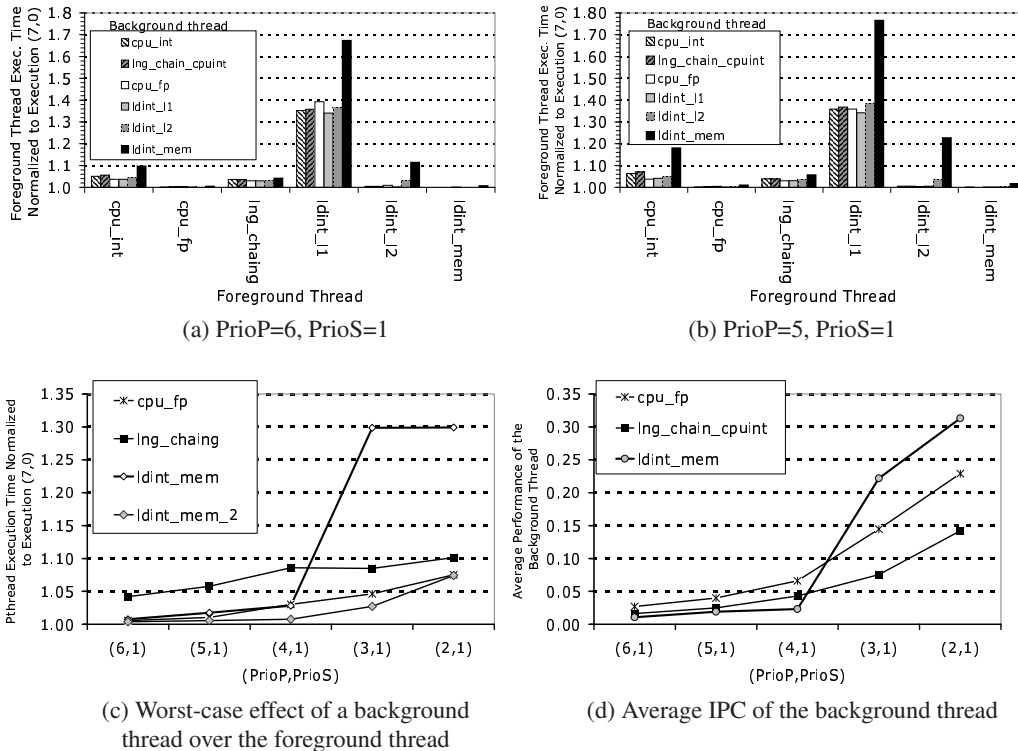 Foreground Thread Exec. Time
Normalized to Execution (7,0)
1.8
1.7
1.6
1.5
1.4
1.3
1.2
1.1
1.0
Background thread
cpu_int
lng_chain_cpuint
cpu_fp
ldint_l1
ldint_l2
ldint_mem
cpu_int
cpu_fp
lng_chaing
ldint_l1
ldint_l2
ldint_mem
Foreground Thread
(a) PrioP=6, PrioS=1
Foreground Thread Exec. Time
Normalized to Execution (7,0)
1.80
1.70
1.60
1.50
1.40
1.30
1.20
1.10
1.00
Background
thread
cpu_int
lng_chain_cpuint
cpu_fp
ldint_l1
ldint_l2
ldint_mem
cpu_int
cpu_fp
lng_chaing
ldint_l1
ldint_l2
ldint_mem
Foreground Thread
(b) PrioP=5, PrioS=1
Pthread Execution Time Normalized
to Execution (7,0)
1.35
1.30
1.25
1.20
1.15
1.10
1.05
1.00
cpu_fp
lng_chaing
ldint_mem
ldint_mem_2
(6,1) (5,1) (4,1) (3,1) (2,1)
(PrioP,PrioS)
(c) Worst-case effect of a background
thread over the foreground thread
Average Performance of the
Background Thread
0.35
0.30
0.25
0.20
0.15
0.10
0.05
0.00
cpu_fp
lng_chain_cpuint
ldint_mem
(6,1) (5,1) (4,1) (3,1) (2,1)
(PrioP,PrioS)
(d) Average IPC of the background thread